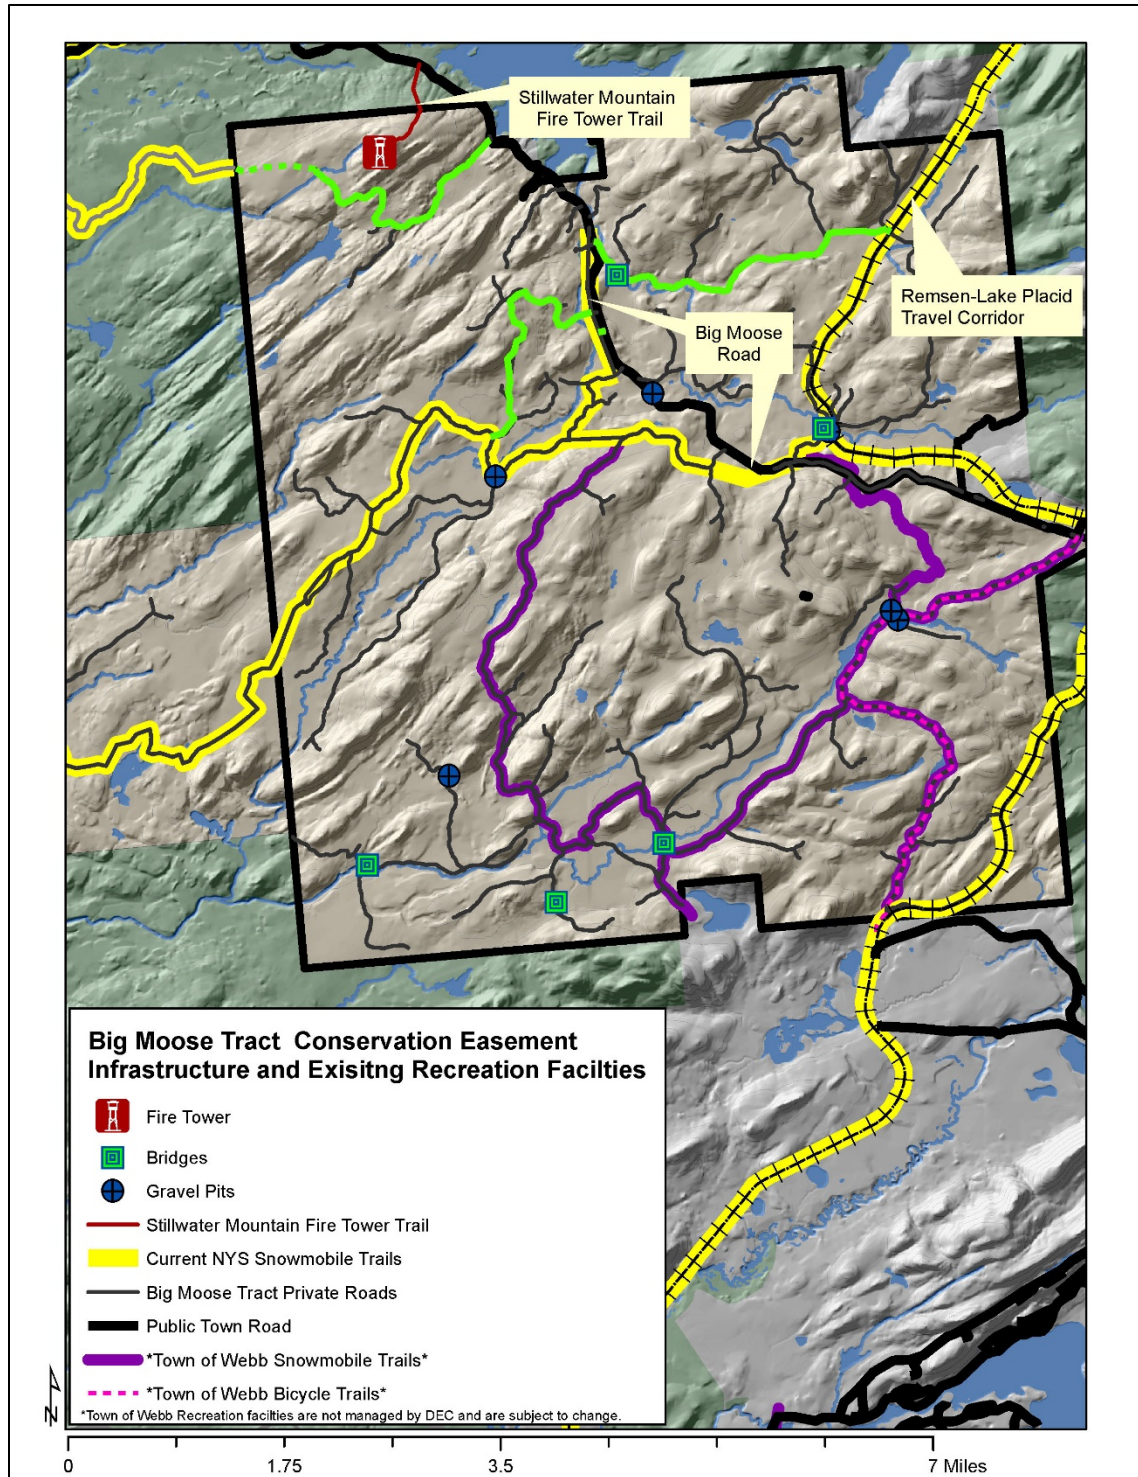 Stillwater Mountain
Fire Tower Trail
Remsen-Lake Placid
Travel Corridor
Big Moose
Road
Big Moose Tract Conservation Easement
Infrastructure and Exisitng Recreation Facilties
Fire Tower
Bridges
Gravel Pits
Stillwater Mountain Fire Tower Trail
Current NYS Snowmobile Trails
Big Moose Tract Private Roads
Public Town Road
*Town of Webb Snowmobile Trails*
*Town of Webb Bicycle Trails*
*Town of Webb Recreation facilties are not managed by DEC and are subject to change.
N
0 1.75 3.5 7 Miles